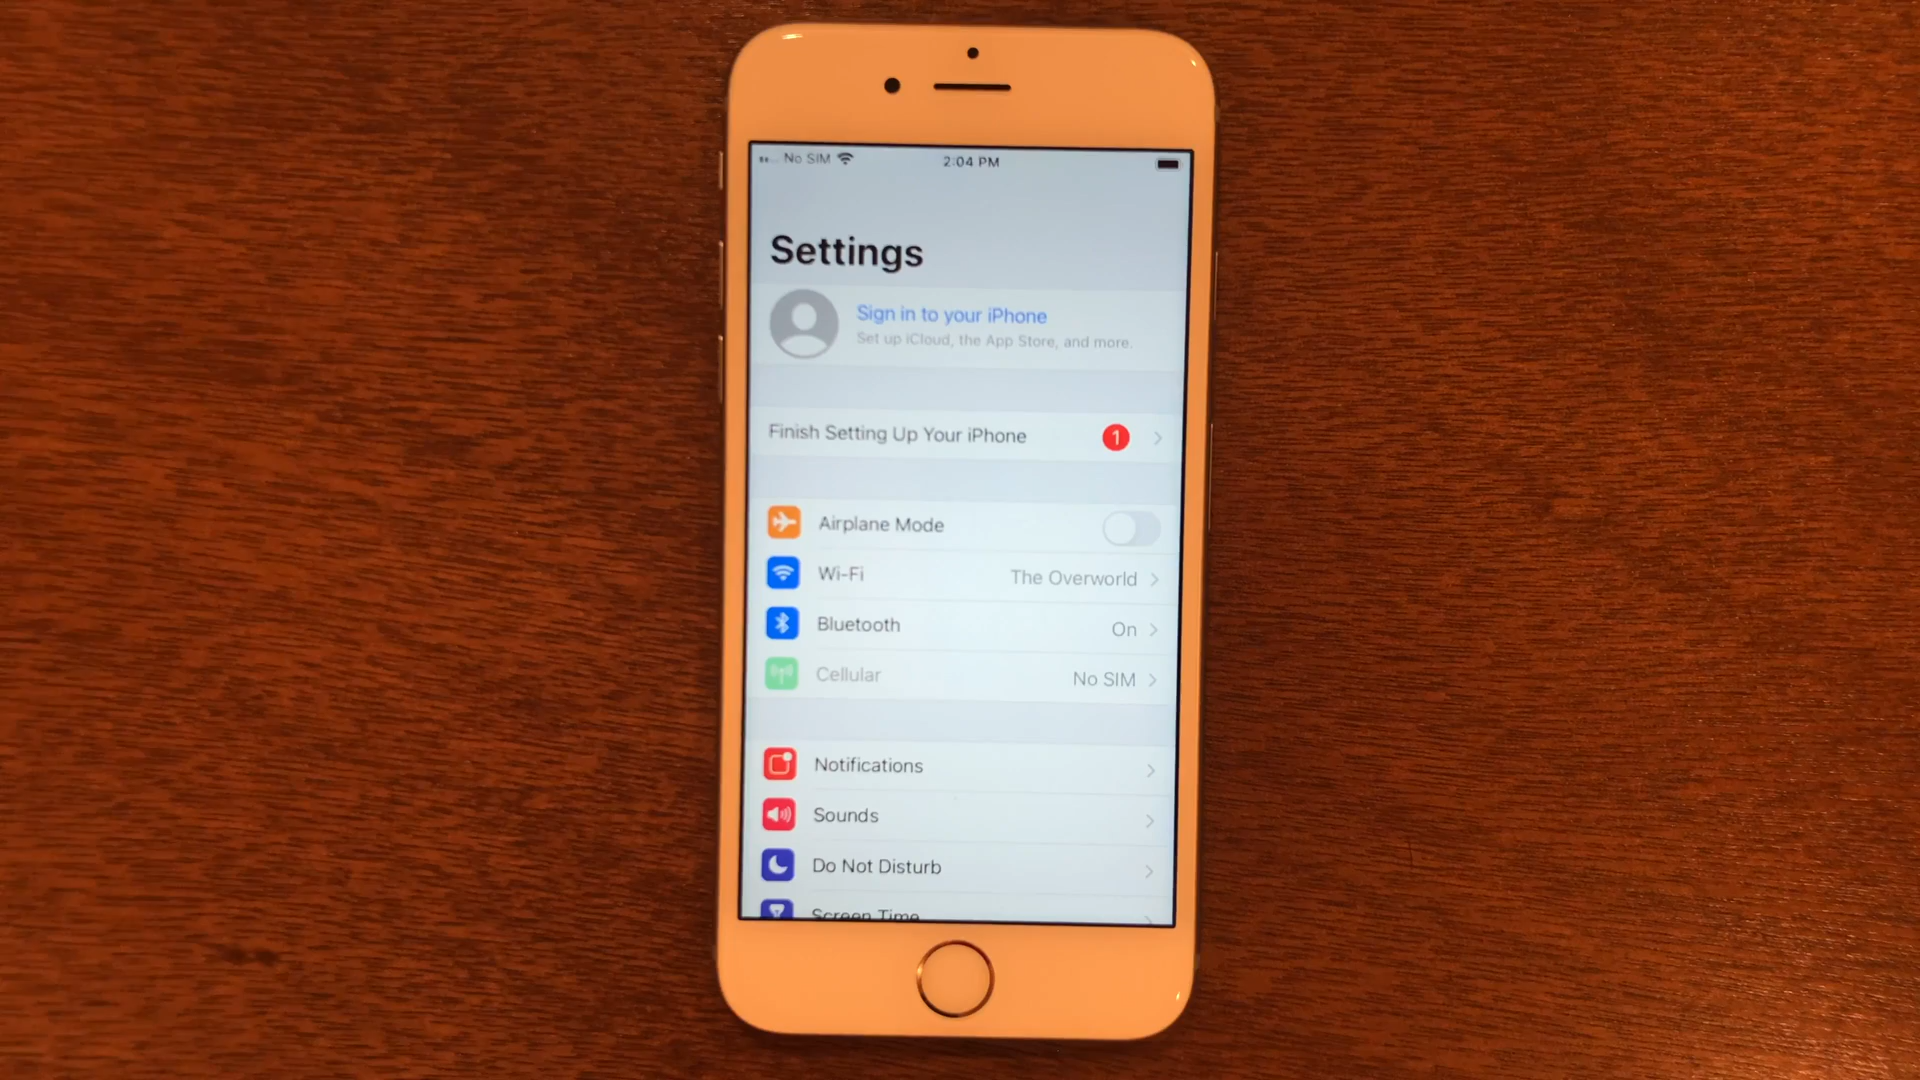 No SIM 2:04 PM
Settings
Sign in to your iPhone
Set up iCloud, the App Store, and more.
Finish Setting Up Your iPhone 1
Airplane Mode
Wi-Fi The Overworld
Bluetooth On
Cellular No SIM
Notifications
Sounds
Do Not Disturb
Screen Time